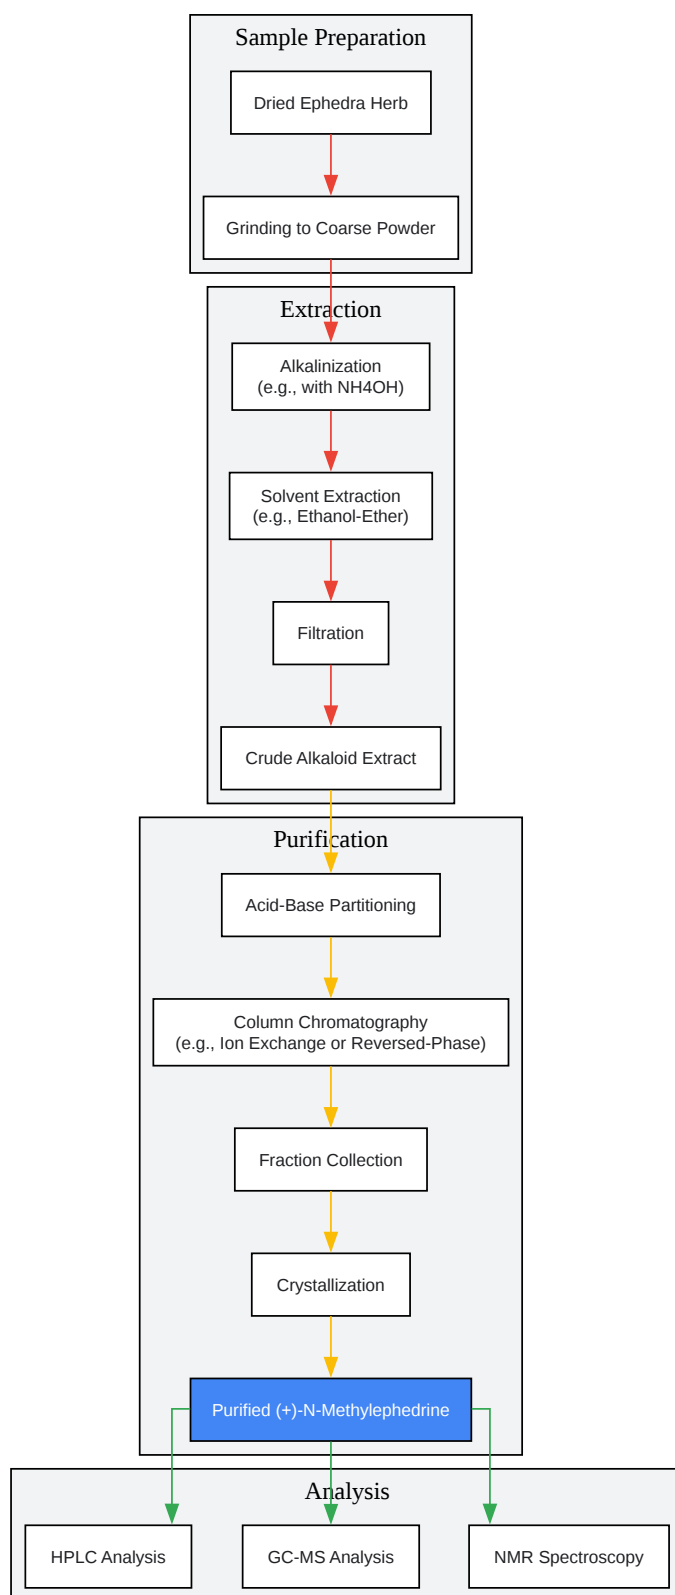 Sample Preparation
Dried Ephedra Herb
Grinding to Coarse Powder
Extraction
Alkalinization
(e.g., with NH4OH)
Solvent Extraction
(e.g., Ethanol-Ether)
Filtration
Crude Alkaloid Extract
Purification
Acid-Base Partitioning
Column Chromatography
(e.g., Ion Exchange or Reversed-Phase)
Fraction Collection
Crystallization
Purified (+)-N-Methylephedrine
Analysis
HPLC Analysis
GC-MS Analysis
NMR Spectroscopy